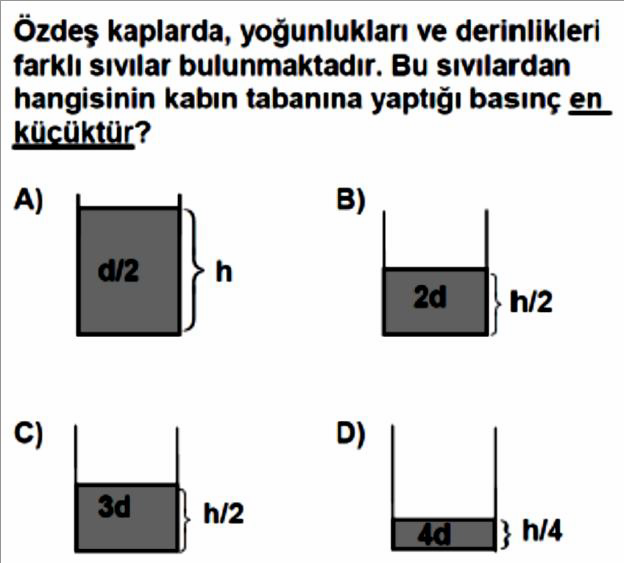 Özdeş kaplarda, yoğunlukları ve derinlikleri
farklı sıvılar bulunmaktadır. Bu sıvılardan
hangisinin kabın tabanına yaptığı basınç en
küçüktür?
A)
d/2
h
B)
2d
h/2
C)
3d
h/2
D)
4d
h/4